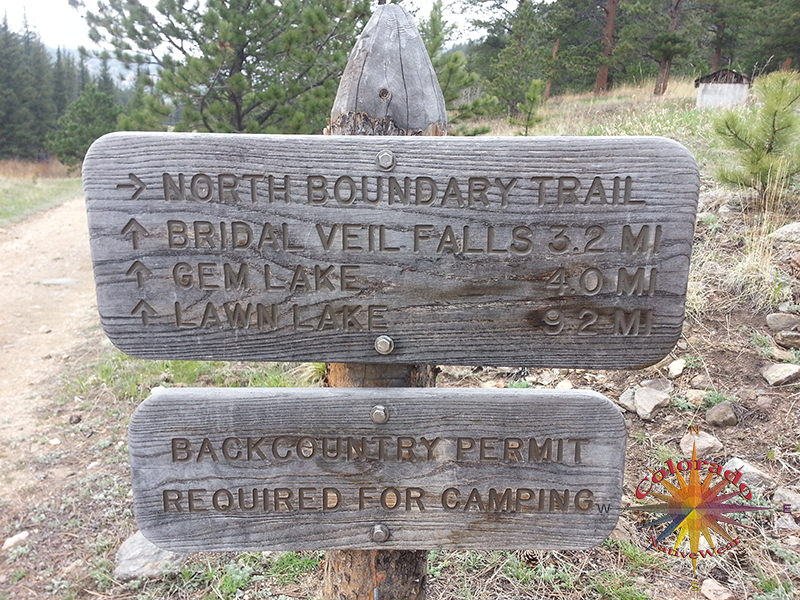 → NORTH BOUNDARY TRAIL
↑ BRIDAL VEIL FALLS 3.2 MI
↑ GEM LAKE 4.0 MI
↑ LAWN LAKE 9.2 MI
BACKCOUNTRY PERMIT
REQUIRED FOR CAMPING
N
Colorado
W E
ActiveWear
S